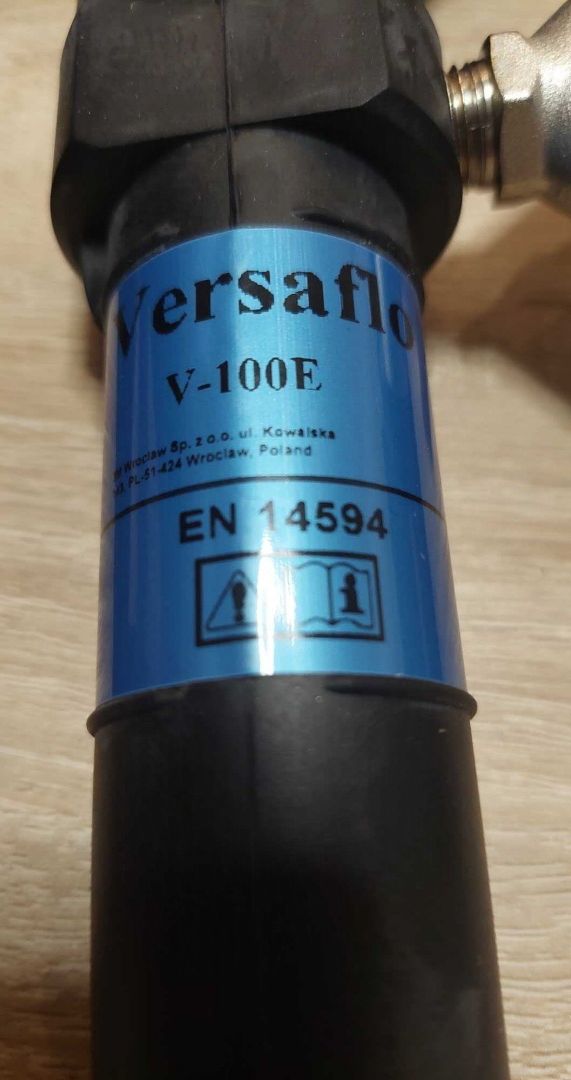 Versaflo
V-100E
Wroclaw Sp. z o.o. ul. Kowalska
PL-51-424 Wroclaw, Poland
EN 14594